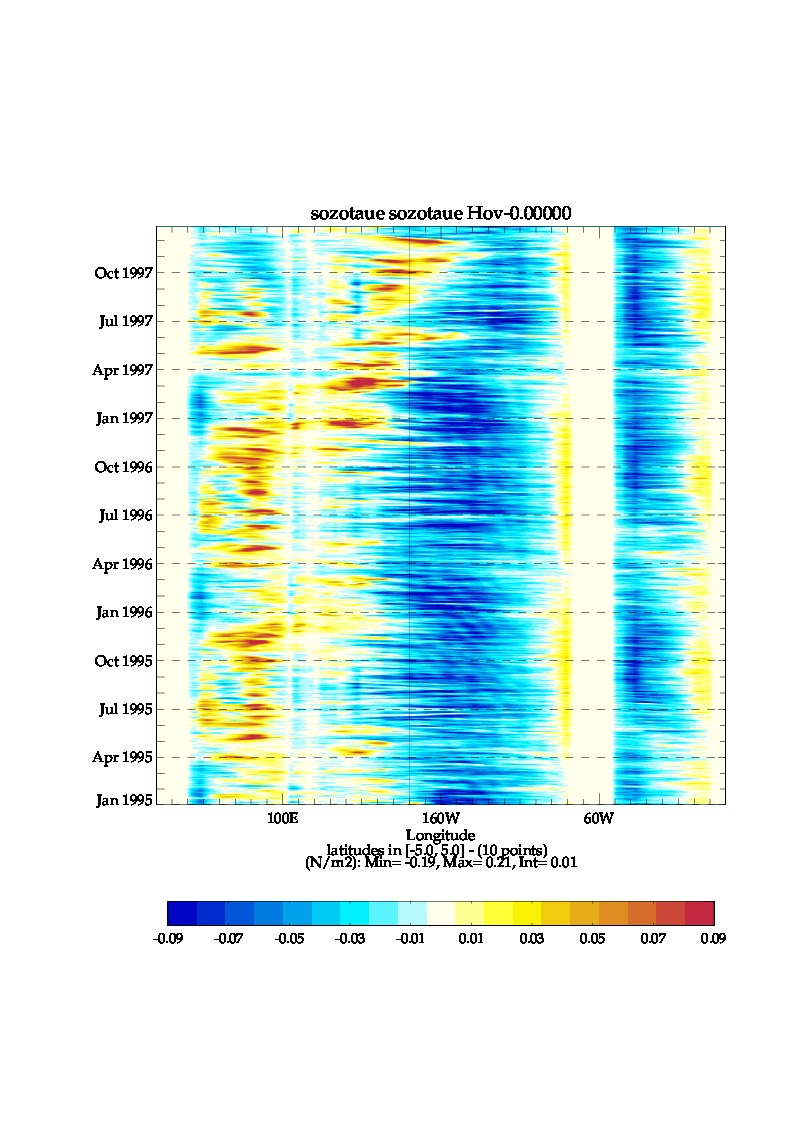 sozotaue sozotaue Hov-0.00000
Oct 1997
Jul 1997
Apr 1997
Jan 1997
Oct 1996
Jul 1996
Apr 1996
Jan 1996
Oct 1995
Jul 1995
Apr 1995
Jan 1995
100E 160W 60W
Longitude
latitudes in [-5.0, 5.0] - (10 points)
(N/m2): Min= -0.19, Max= 0.21, Int= 0.01
-0.09 -0.07 -0.05 -0.03 -0.01 0.01 0.03 0.05 0.07 0.09